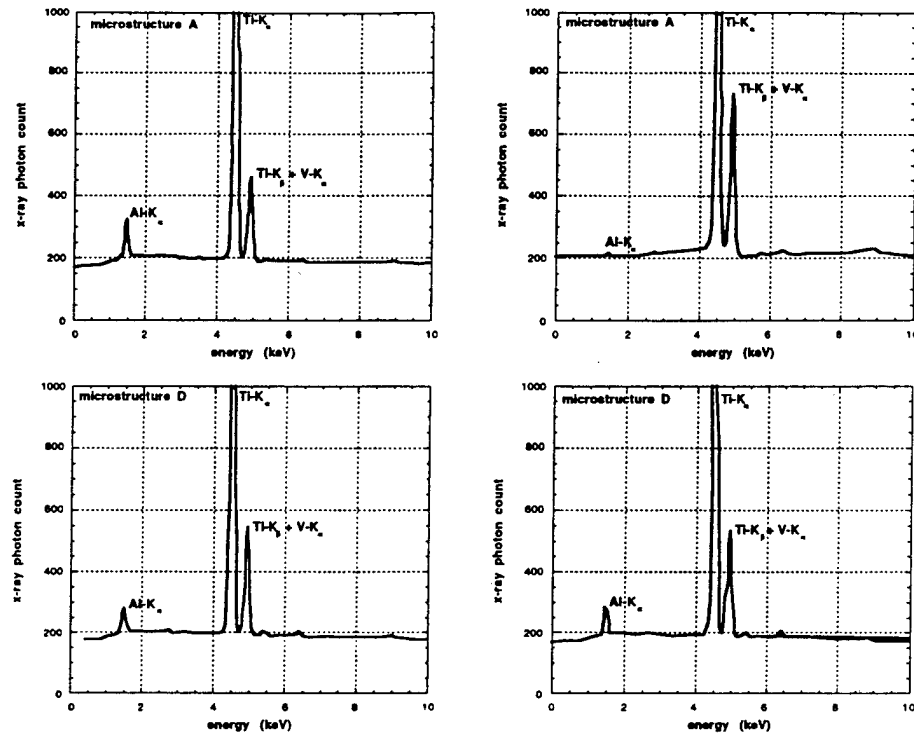 microstructure A
Ti-Kα
Ti-Kβ + V-Kα
Al-Kα
x-ray photon count
1000
800
600
400
200
0
0 2 4 6 8 10
energy (keV)
microstructure A
Ti-Kα
Ti-Kβ + V-Kα
Al-Kα
x-ray photon count
1000
800
600
400
200
0
0 2 4 6 8 10
energy (keV)
microstructure D
Ti-Kα
Ti-Kβ + V-Kα
Al-Kα
x-ray photon count
1000
800
600
400
200
0
0 2 4 6 8 10
energy (keV)
microstructure D
Ti-Kα
Ti-Kβ + V-Kα
Al-Kα
x-ray photon count
1000
800
600
400
200
0
0 2 4 6 8 10
energy (keV)